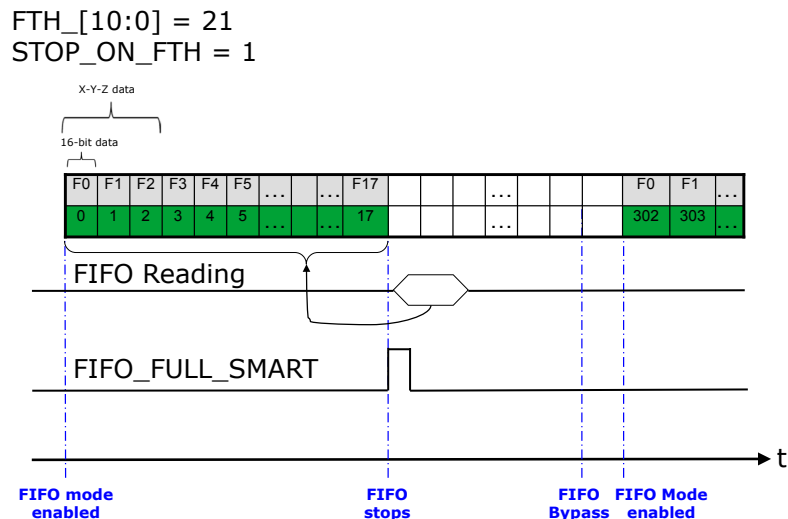 FTH_[10:0] = 21
STOP_ON_FTH = 1
X-Y-Z data
16-bit data
F0 F1 F2 F3 F4 F5 ... ... F17 ... F0 F1 ...
0 1 2 3 4 5 ... ... 17 ... 302 303 ...
FIFO Reading
FIFO_FULL_SMART
t
FIFO mode enabled
FIFO stops
FIFO Bypass
FIFO Mode enabled